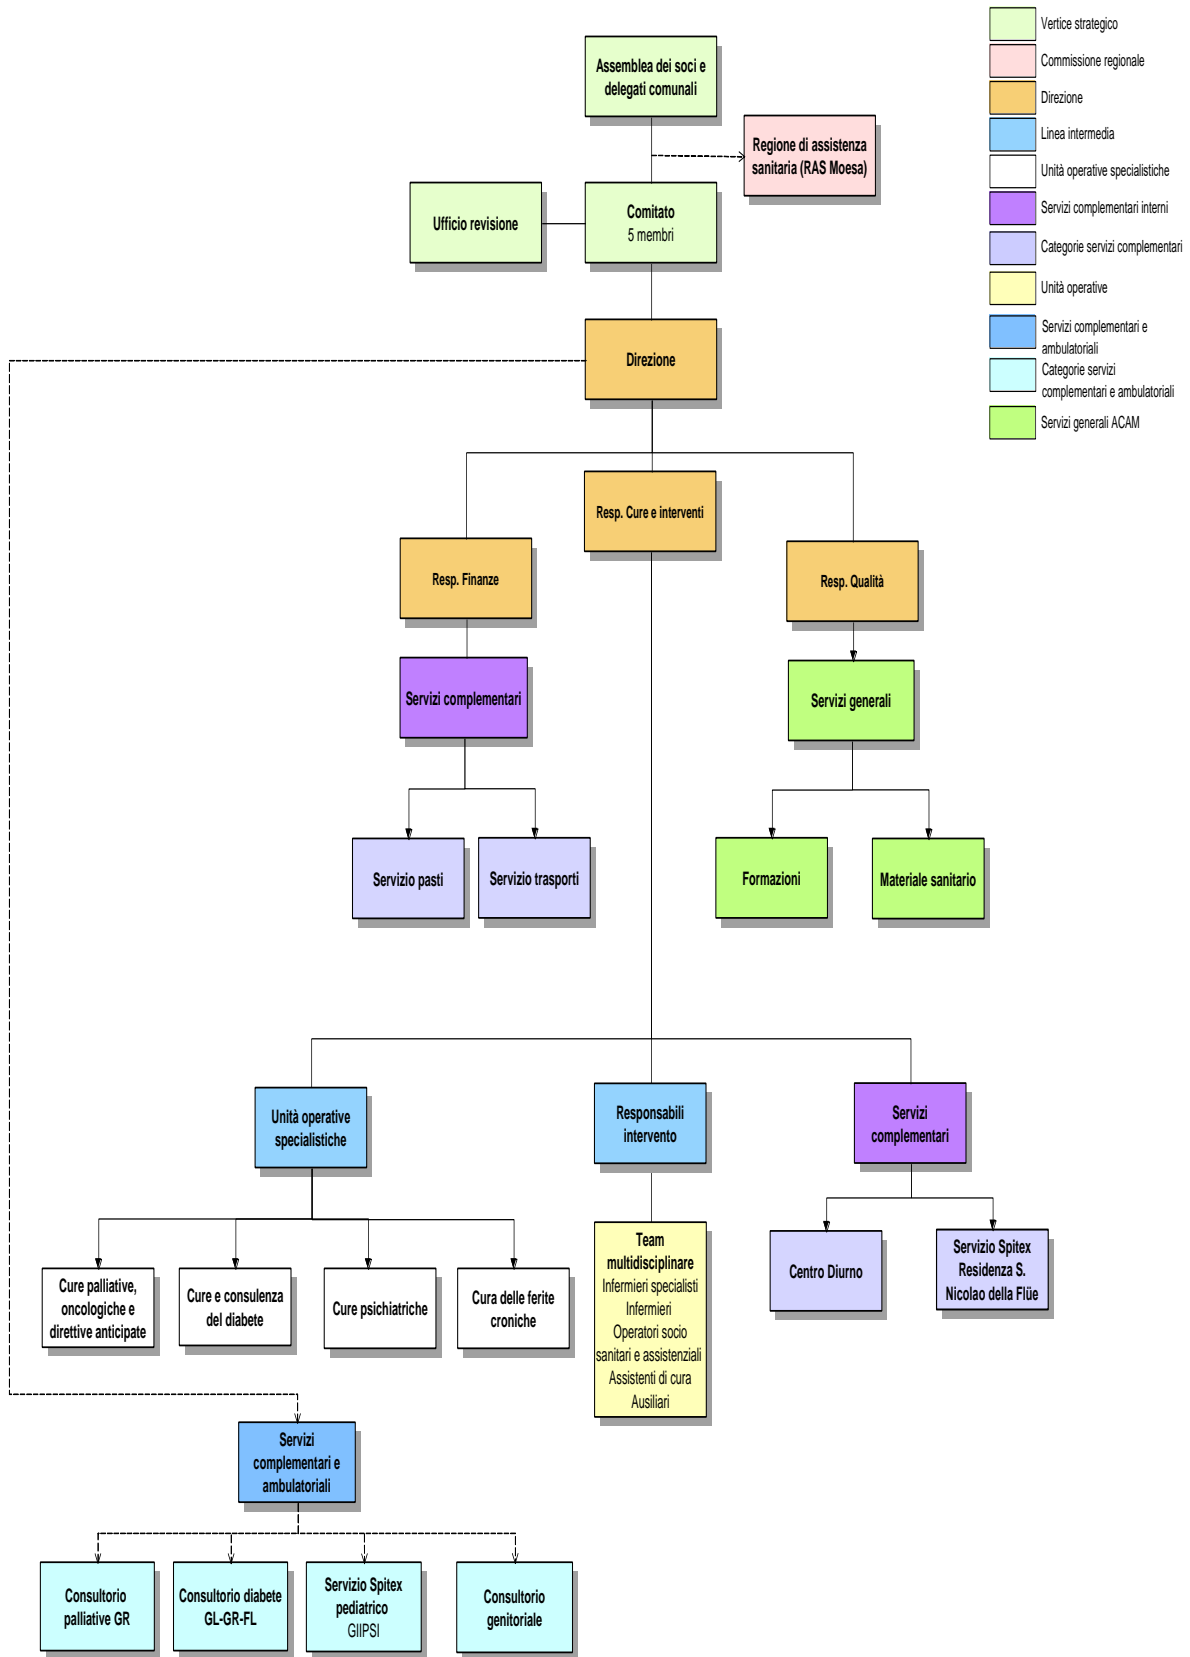 Assemblea dei soci e
delegati comunali
Regione di assistenza
sanitaria (RAS Moesa)
Ufficio revisione
Comitato
5 membri
Direzione
Vertice strategico
Commissione regionale
Direzione
Linea intermedia
Unità operative specialistiche
Servizi complementari interni
Categorie servizi complementari
Unità operative
Servizi complementari e
ambulatoriali
Categorie servizi
complementari e ambulatoriali
Servizi generali ACAM
Resp. Cure e interventi
Resp. Finanze
Resp. Qualità
Servizi complementari
Servizi generali
Servizio pasti
Servizio trasporti
Formazioni
Materiale sanitario
Unità operative
specialistiche
Responsabili
intervento
Servizi
complementari
Cure palliative,
oncologiche e
direttive anticipate
Cure e consulenza
del diabete
Cure psichiatriche
Cura delle ferite
croniche
Team
multidisciplinare
Infermieri specialisti
Infermieri
Operatori socio
sanitari e assistenziali
Assistenti di cura
Ausiliari
Centro Diurno
Servizio Spitex
Residenza S.
Nicolao della Flüe
Servizi
complementari e
ambulatoriali
Consultorio
palliative GR
Consultorio diabete
GL-GR-FL
Servizio Spitex
pediatrico
GIIPSI
Consultorio
genitoriale